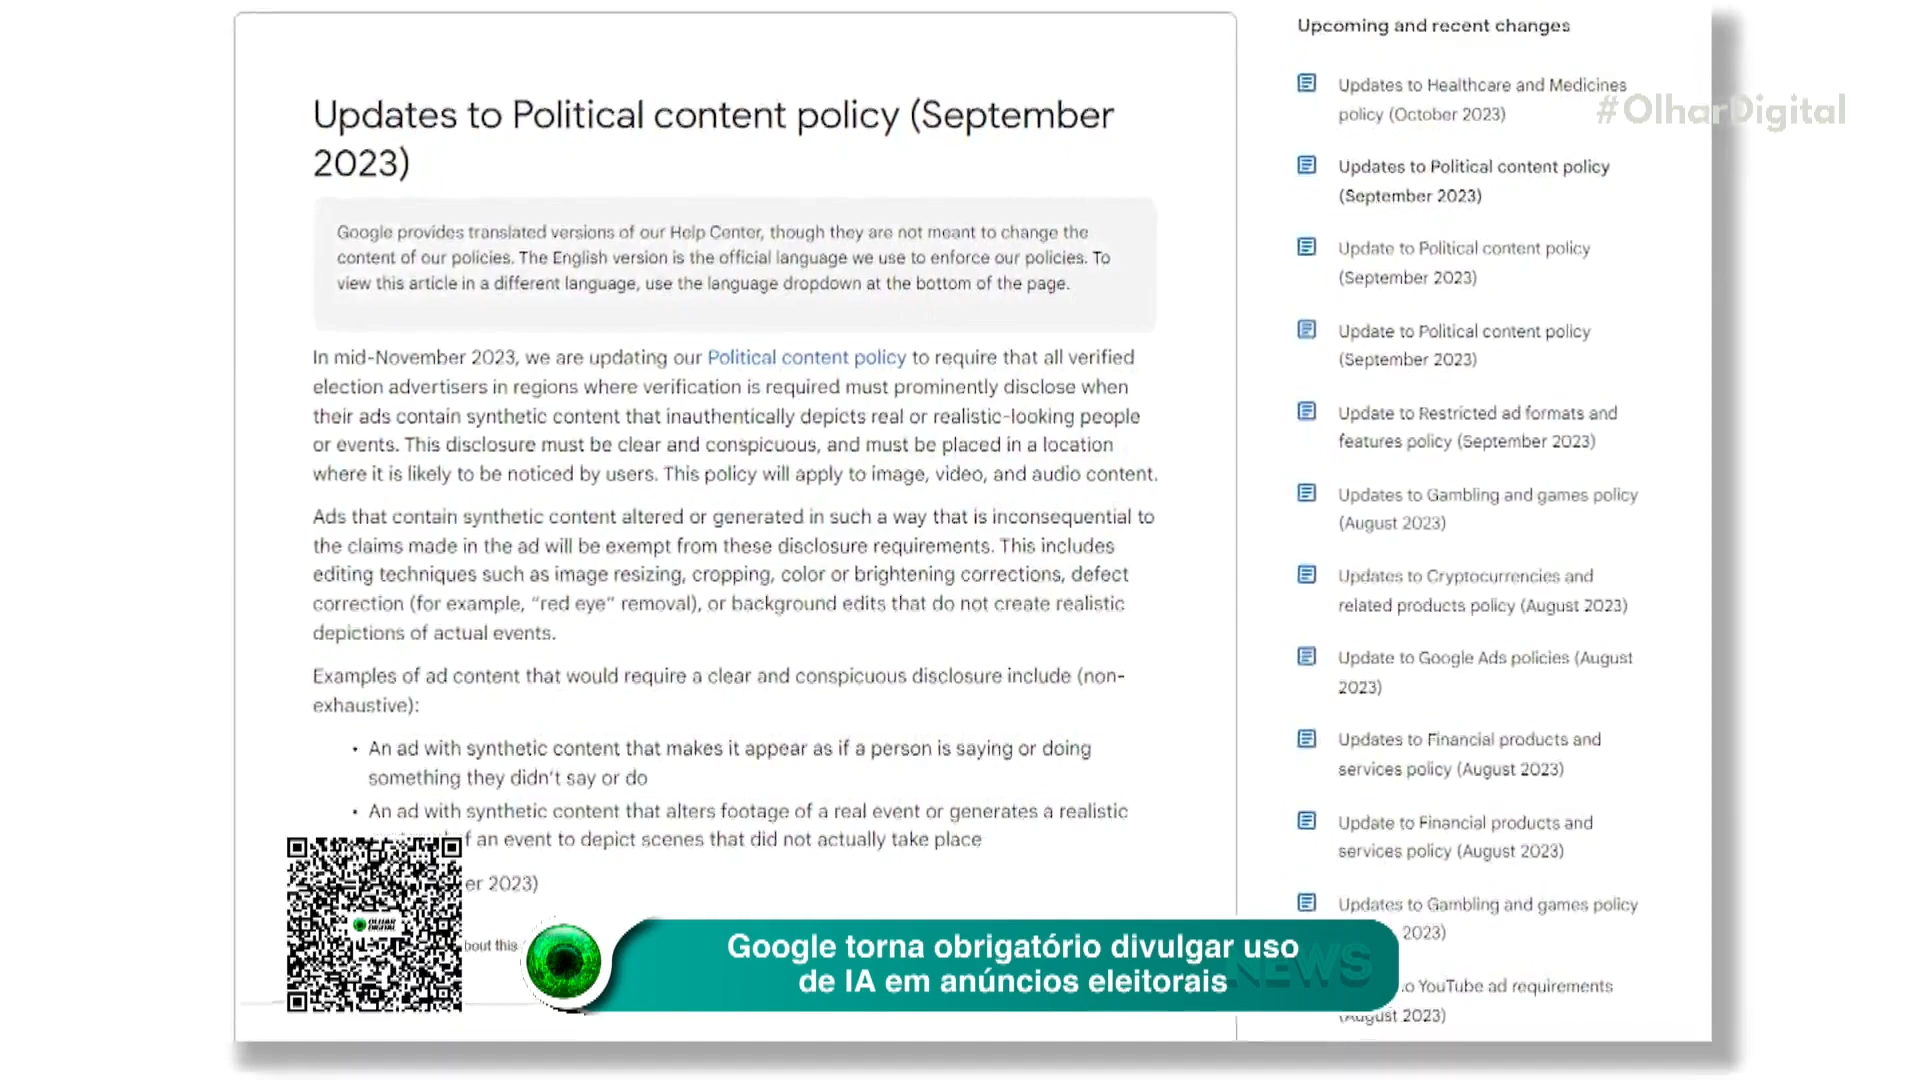 Updates to Political content policy (September
2023)
Google provides translated versions of our Help Center, though they are not meant to change the
content of our policies. The English version is the official language we use to enforce our policies. To
view this article in a different language, use the language dropdown at the bottom of the page.
In mid-November 2023, we are updating our Political content policy to require that all verified
election advertisers in regions where verification is required must prominently disclose when
their ads contain synthetic content that inauthentically depicts real or realistic-looking people
or events. This disclosure must be clear and conspicuous, and must be placed in a location
where it is likely to be noticed by users. This policy will apply to image, video, and audio content.
Ads that contain synthetic content altered or generated in such a way that is inconsequential to
the claims made in the ad will be exempt from these disclosure requirements. This includes
editing techniques such as image resizing, cropping, color or brightening corrections, defect
correction (for example, “red eye” removal), or background edits that do not create realistic
depictions of actual events.
Examples of ad content that would require a clear and conspicuous disclosure include (non-
exhaustive):
• An ad with synthetic content that makes it appear as if a person is saying or doing
something they didn’t say or do
• An ad with synthetic content that alters footage of a real event or generates a realistic
f an event to depict scenes that did not actually take place
er 2023)
bout this
Upcoming and recent changes
Updates to Healthcare and Medicines
policy (October 2023)
#OlharDigital
Updates to Political content policy
(September 2023)
Update to Political content policy
(September 2023)
Update to Political content policy
(September 2023)
Update to Restricted ad formats and
features policy (September 2023)
Updates to Gambling and games policy
(August 2023)
Updates to Cryptocurrencies and
related products policy (August 2023)
Update to Google Ads policies (August
2023)
Updates to Financial products and
services policy (August 2023)
Update to Financial products and
services policy (August 2023)
Updates to Gambling and games policy
2023)
o YouTube ad requirements
(August 2023)
OLHAR
DIGITAL
Google torna obrigatório divulgar uso
de IA em anúncios eleitorais
NEWS